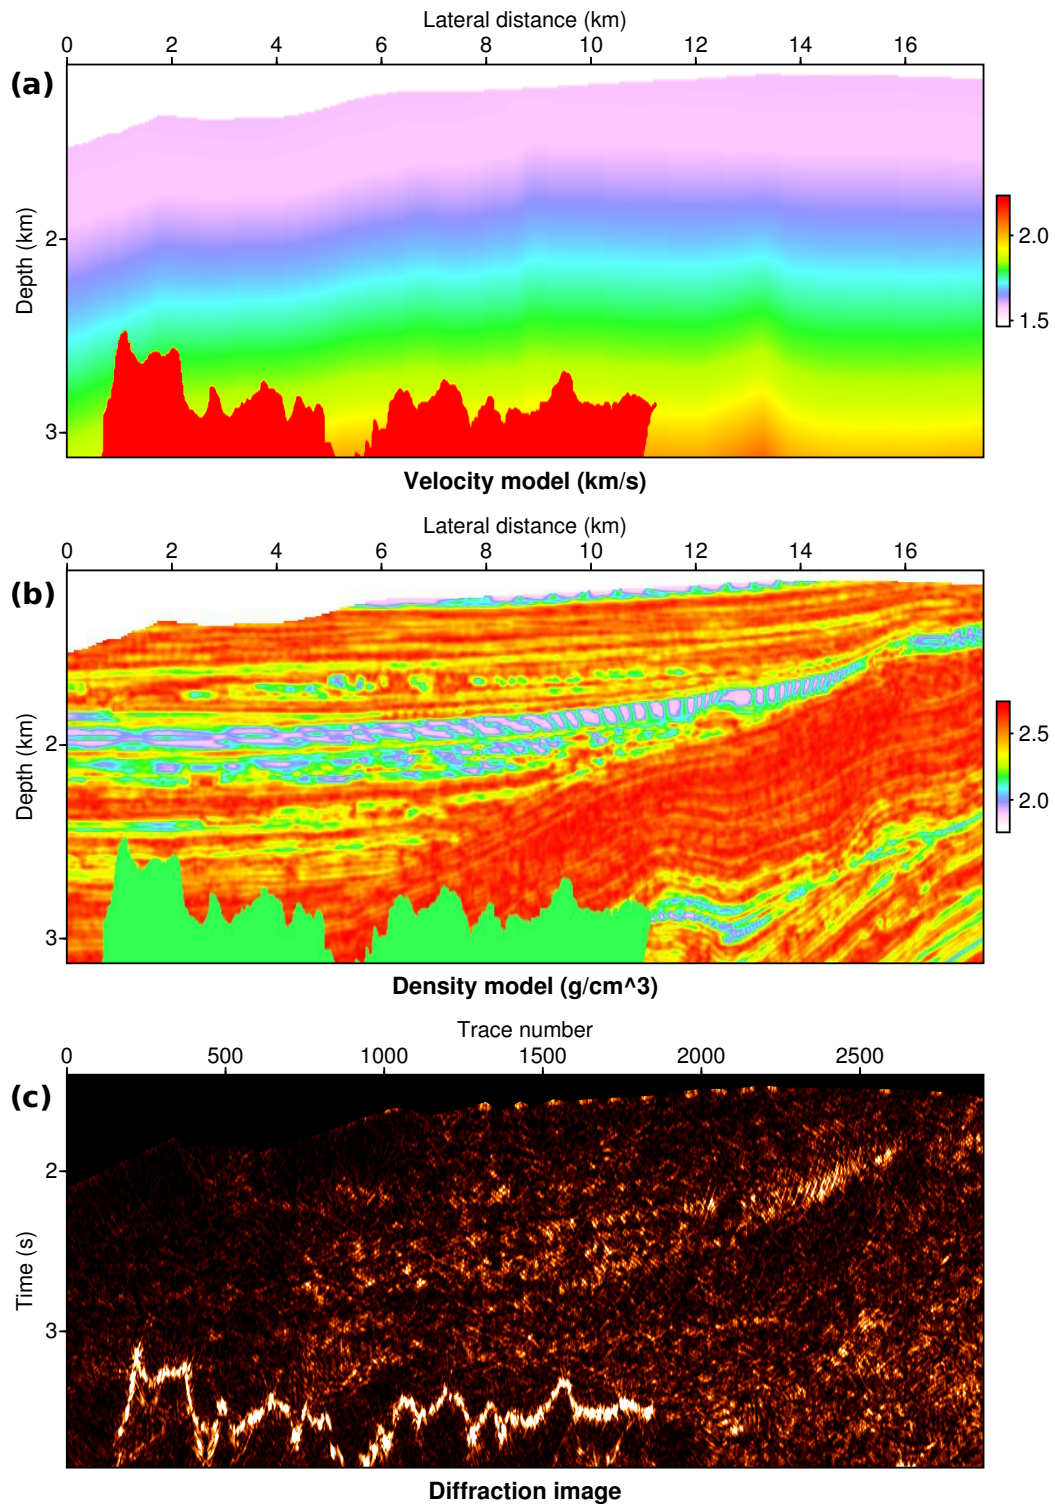 Lateral distance (km)
0 2 4 6 8 10 12 14 16
(a)
Depth (km)
2
3
2.0
1.5
Velocity model (km/s)
Lateral distance (km)
0 2 4 6 8 10 12 14 16
(b)
Depth (km)
2
3
2.5
2.0
Density model (g/cm^3)
Trace number
0 500 1000 1500 2000 2500
(c)
Time (s)
2
3
Diffraction image